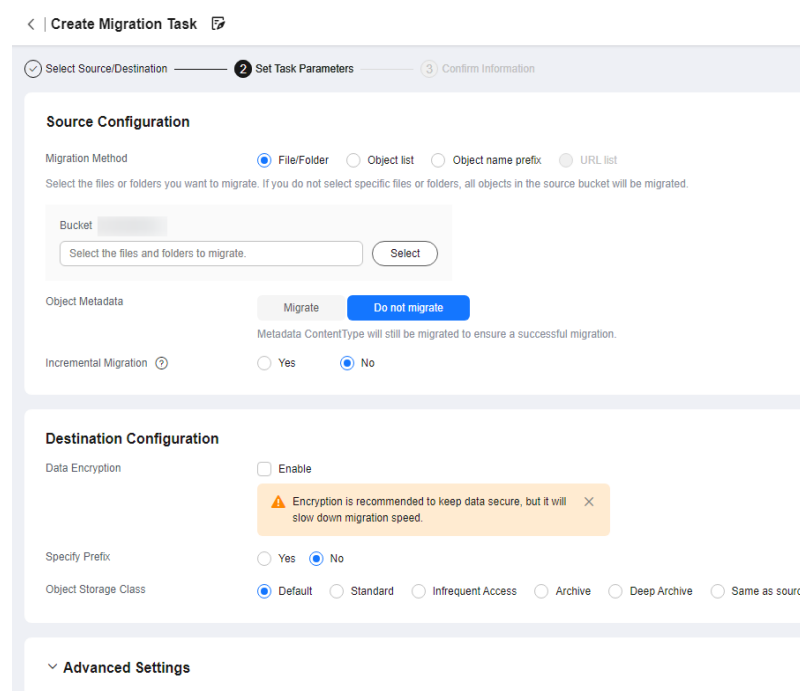 Create Migration Task
Select Source/Destination 2 Set Task Parameters 3 Confirm Information
Source Configuration
Migration Method File/Folder Object list Object name prefix URL list
Select the files or folders you want to migrate. If you do not select specific files or folders, all objects in the source bucket will be migrated.
Bucket
Select the files and folders to migrate. Select
Object Metadata Migrate Do not migrate
Metadata ContentType will still be migrated to ensure a successful migration.
Incremental Migration ? Yes No
Destination Configuration
Data Encryption Enable
Encryption is recommended to keep data secure, but it will
slow down migration speed.
Specify Prefix Yes No
Object Storage Class Default Standard Infrequent Access Archive Deep Archive Same as sourc
Advanced Settings